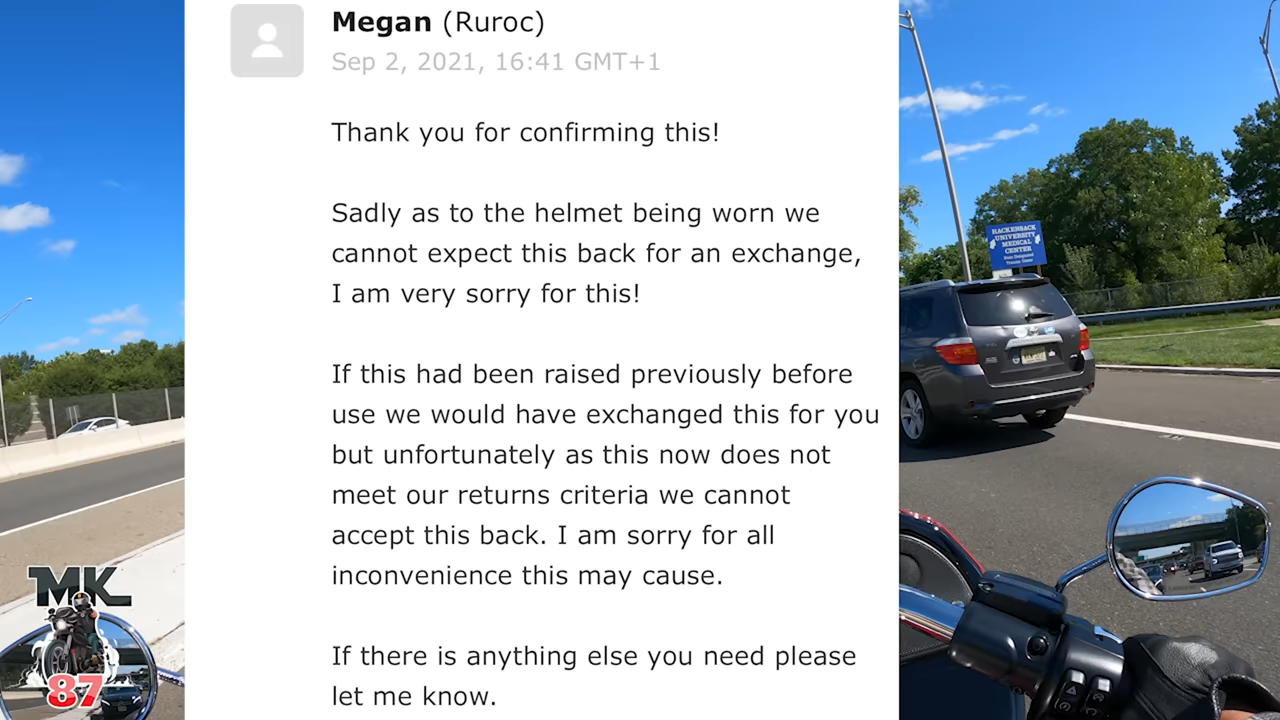 Megan (Ruroc)
Sep 2, 2021, 16:41 GMT+1
Thank you for confirming this!
Sadly as to the helmet being worn we
cannot expect this back for an exchange,
I am very sorry for this!
If this had been raised previously before
use we would have exchanged this for you
but unfortunately as this now does not
meet our returns criteria we cannot
accept this back. I am sorry for all
inconvenience this may cause.
If there is anything else you need please
let me know.
HACKENSACK
UNIVERSITY
MEDICAL
CENTER
State Designated
Trauma Center
MK
87